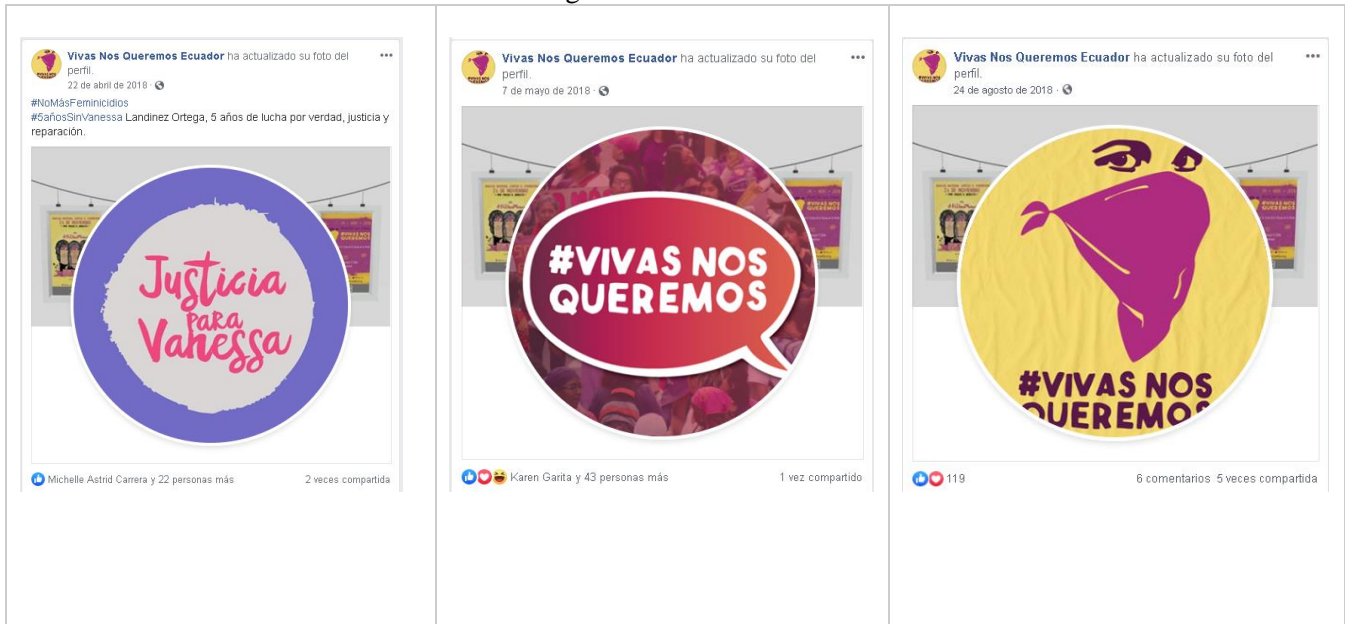 Vivas Nos Queremos Ecuador ha actualizado su foto del
perfil.
22 de abril de 2018
#NoMásFeminicidios
#5añosSinVanessa Landinez Ortega, 5 años de lucha por verdad, justicia y
reparación.
Justicia
para
Vanessa
Michelle Astrid Carrera y 22 personas más
2 veces compartida
Vivas Nos Queremos Ecuador ha actualizado su foto del
perfil.
7 de mayo de 2018
#VIVAS NOS
QUEREMOS
Karen Garita y 43 personas más
1 vez compartido
Vivas Nos Queremos Ecuador ha actualizado su foto del
perfil.
24 de agosto de 2018
#VIVAS NOS
QUEREMOS
119
6 comentarios 5 veces compartida